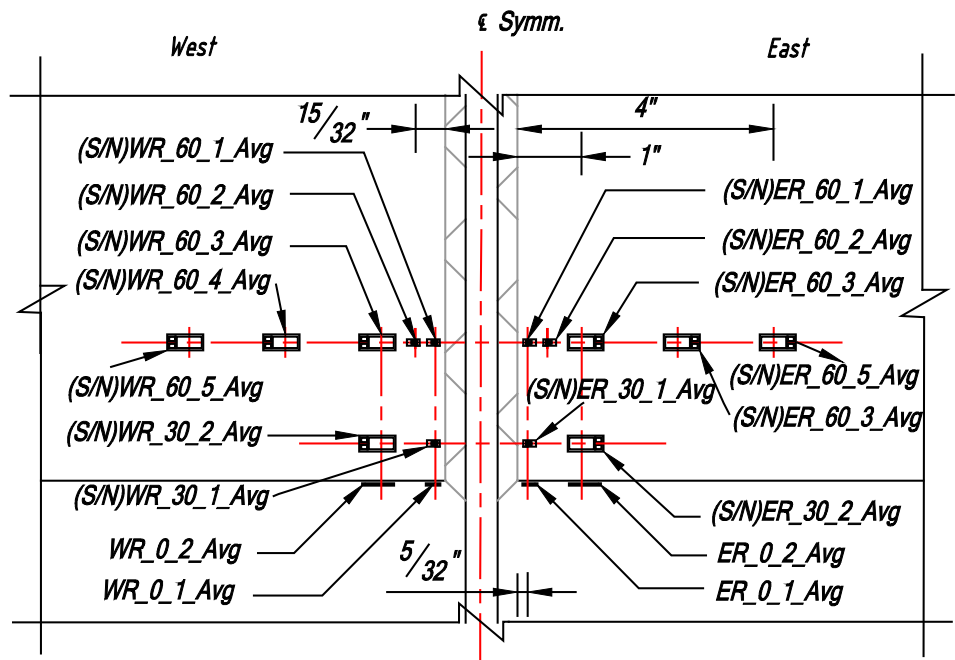 ℄ Symm.
West
East
15/32"
4"
1"
(S/N)WR_60_1_Avg
(S/N)WR_60_2_Avg
(S/N)WR_60_3_Avg
(S/N)WR_60_4_Avg
(S/N)ER_60_1_Avg
(S/N)ER_60_2_Avg
(S/N)ER_60_3_Avg
(S/N)WR_60_5_Avg
(S/N)WR_30_2_Avg
(S/N)ER_30_1_Avg
(S/N)ER_60_5_Avg
(S/N)ER_60_3_Avg
(S/N)WR_30_1_Avg
WR_0_2_Avg
WR_0_1_Avg
5/32"
(S/N)ER_30_2_Avg
ER_0_2_Avg
ER_0_1_Avg